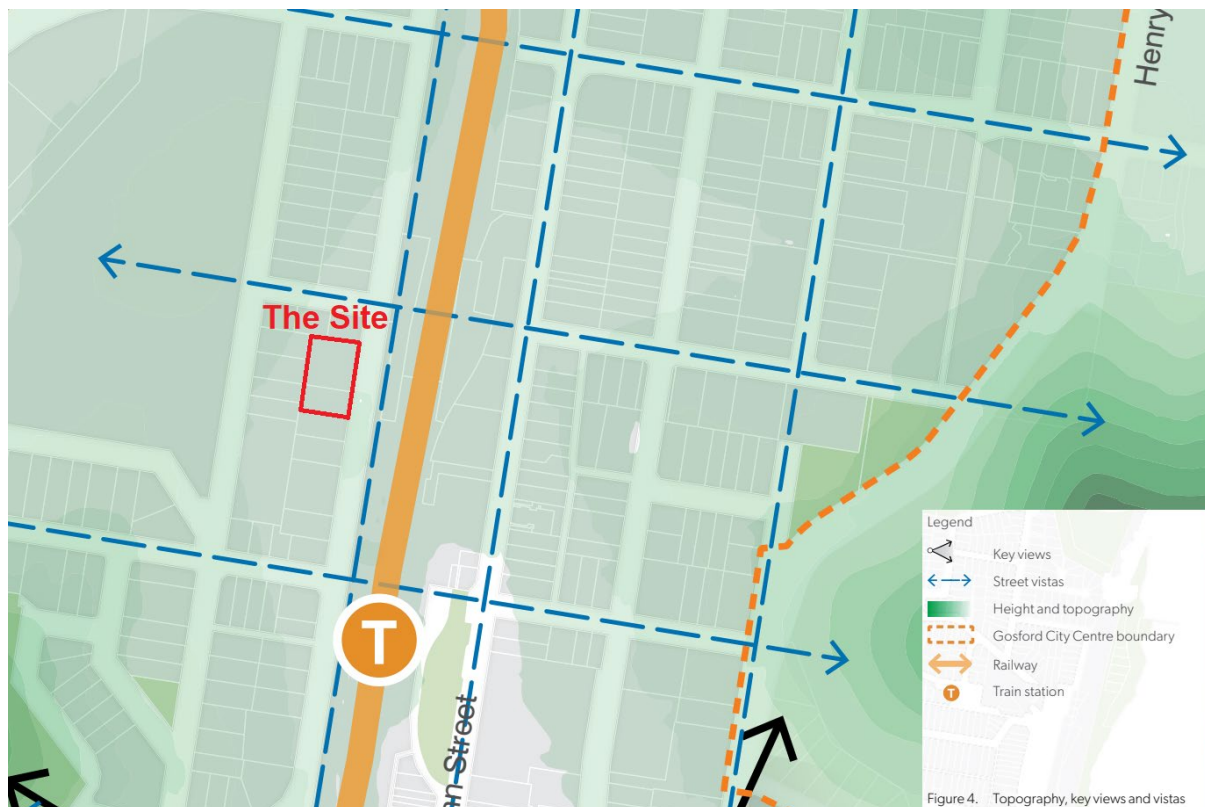 Henry
The Site
T
Street
Legend
Key views
Street vistas
Height and topography
Gosford City Centre boundary
Railway
T
Train station
Figure 4. Topography, key views and vistas